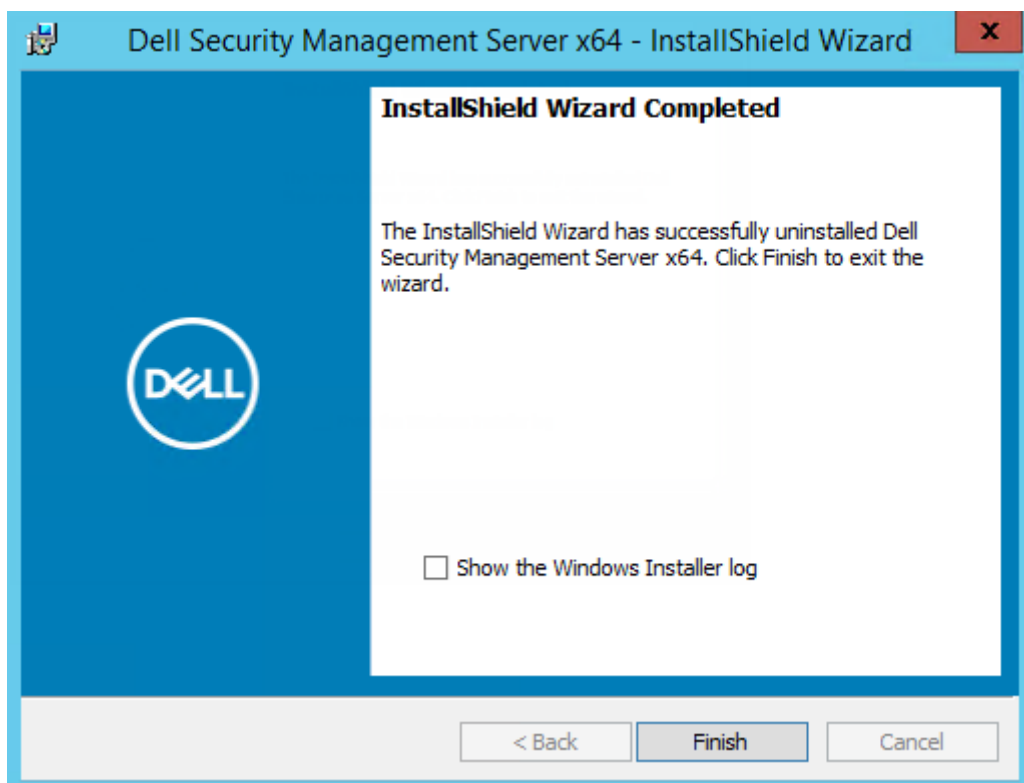 Dell Security Management Server x64 - InstallShield Wizard
x
InstallShield Wizard Completed
The InstallShield Wizard has successfully uninstalled Dell
Security Management Server x64. Click Finish to exit the
wizard.
DELL
Show the Windows Installer log
< Back
Finish
Cancel